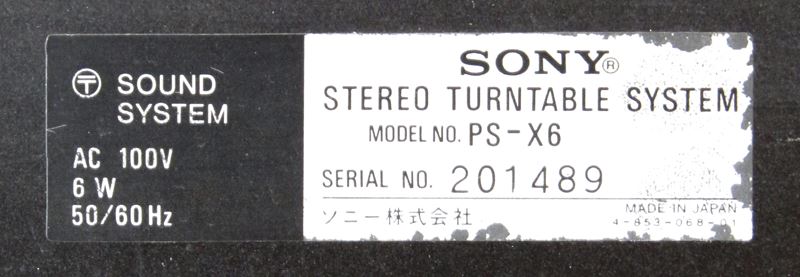 〶 SOUND
SYSTEM
AC 100V
6 W
50/60Hz
SONY®
STEREO TURNTABLE SYSTEM
MODEL NO. PS-X6
SERIAL NO. 201489
ソニー株式会社
MADE IN JAPAN
4-853-068-01